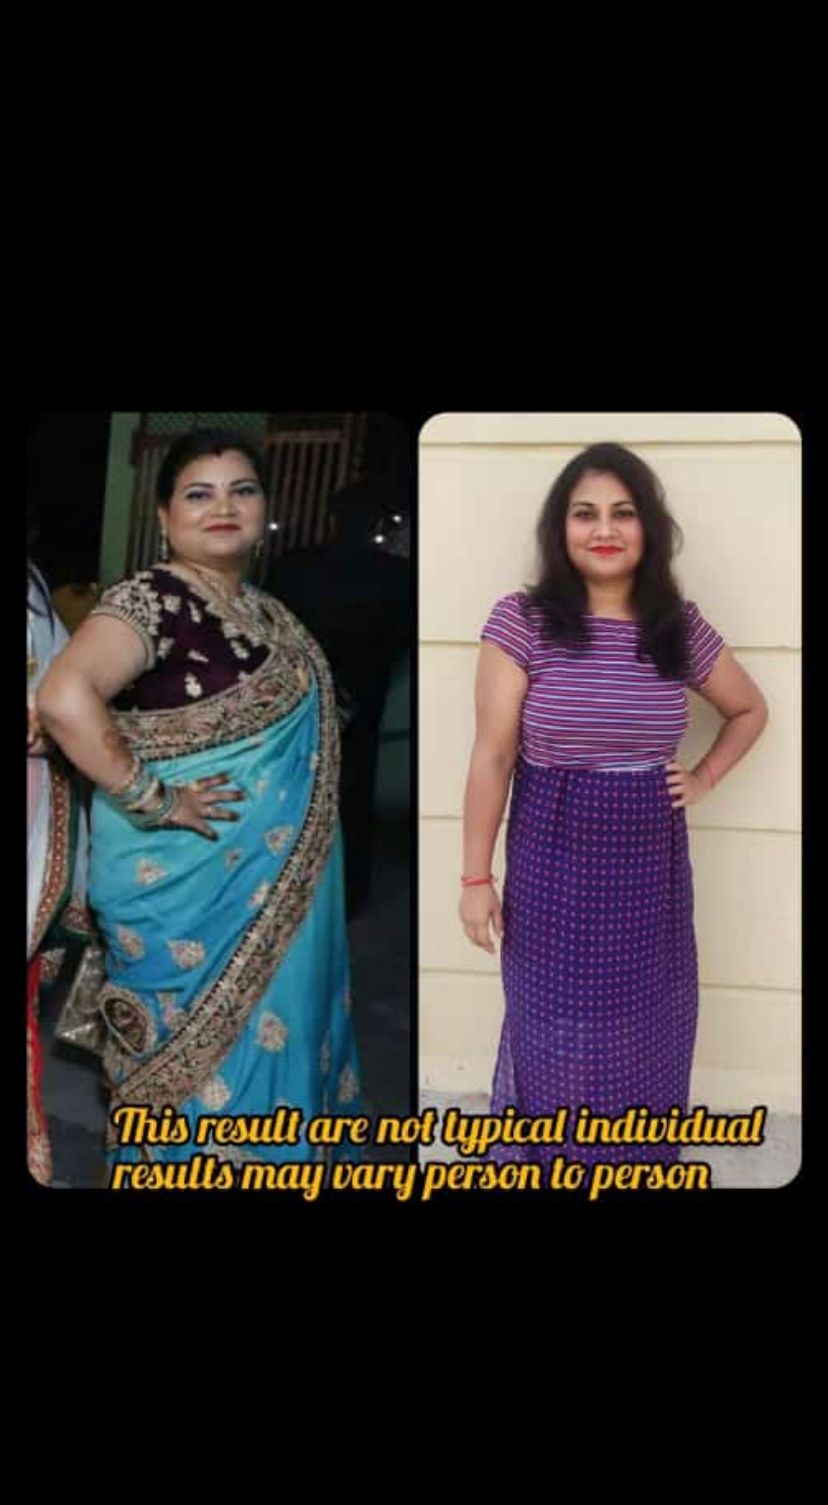 This result are not typical individual
results may vary person to person